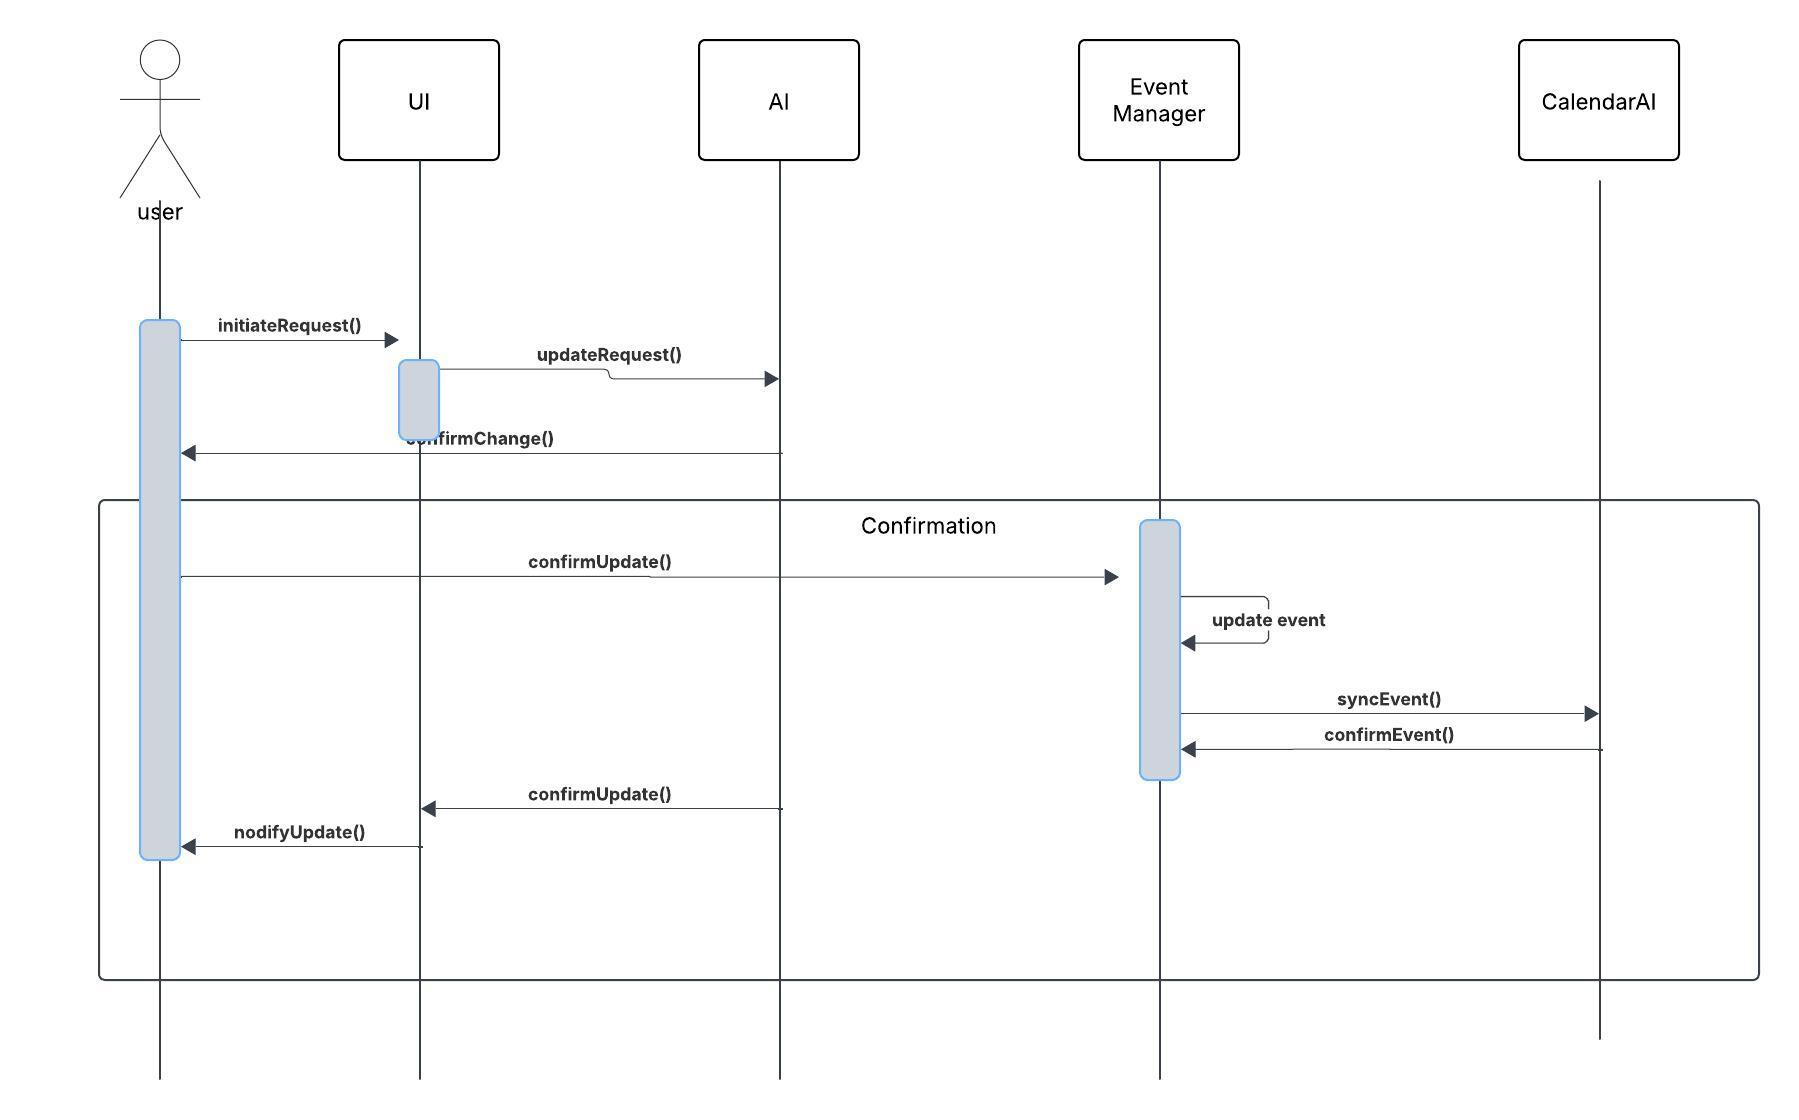 UI
AI
Event
Manager
CalendarAI
user
initiateRequest()
updateRequest()
confirmChange()
Confirmation
confirmUpdate()
update event
syncEvent()
confirmEvent()
confirmUpdate()
nodifyUpdate()